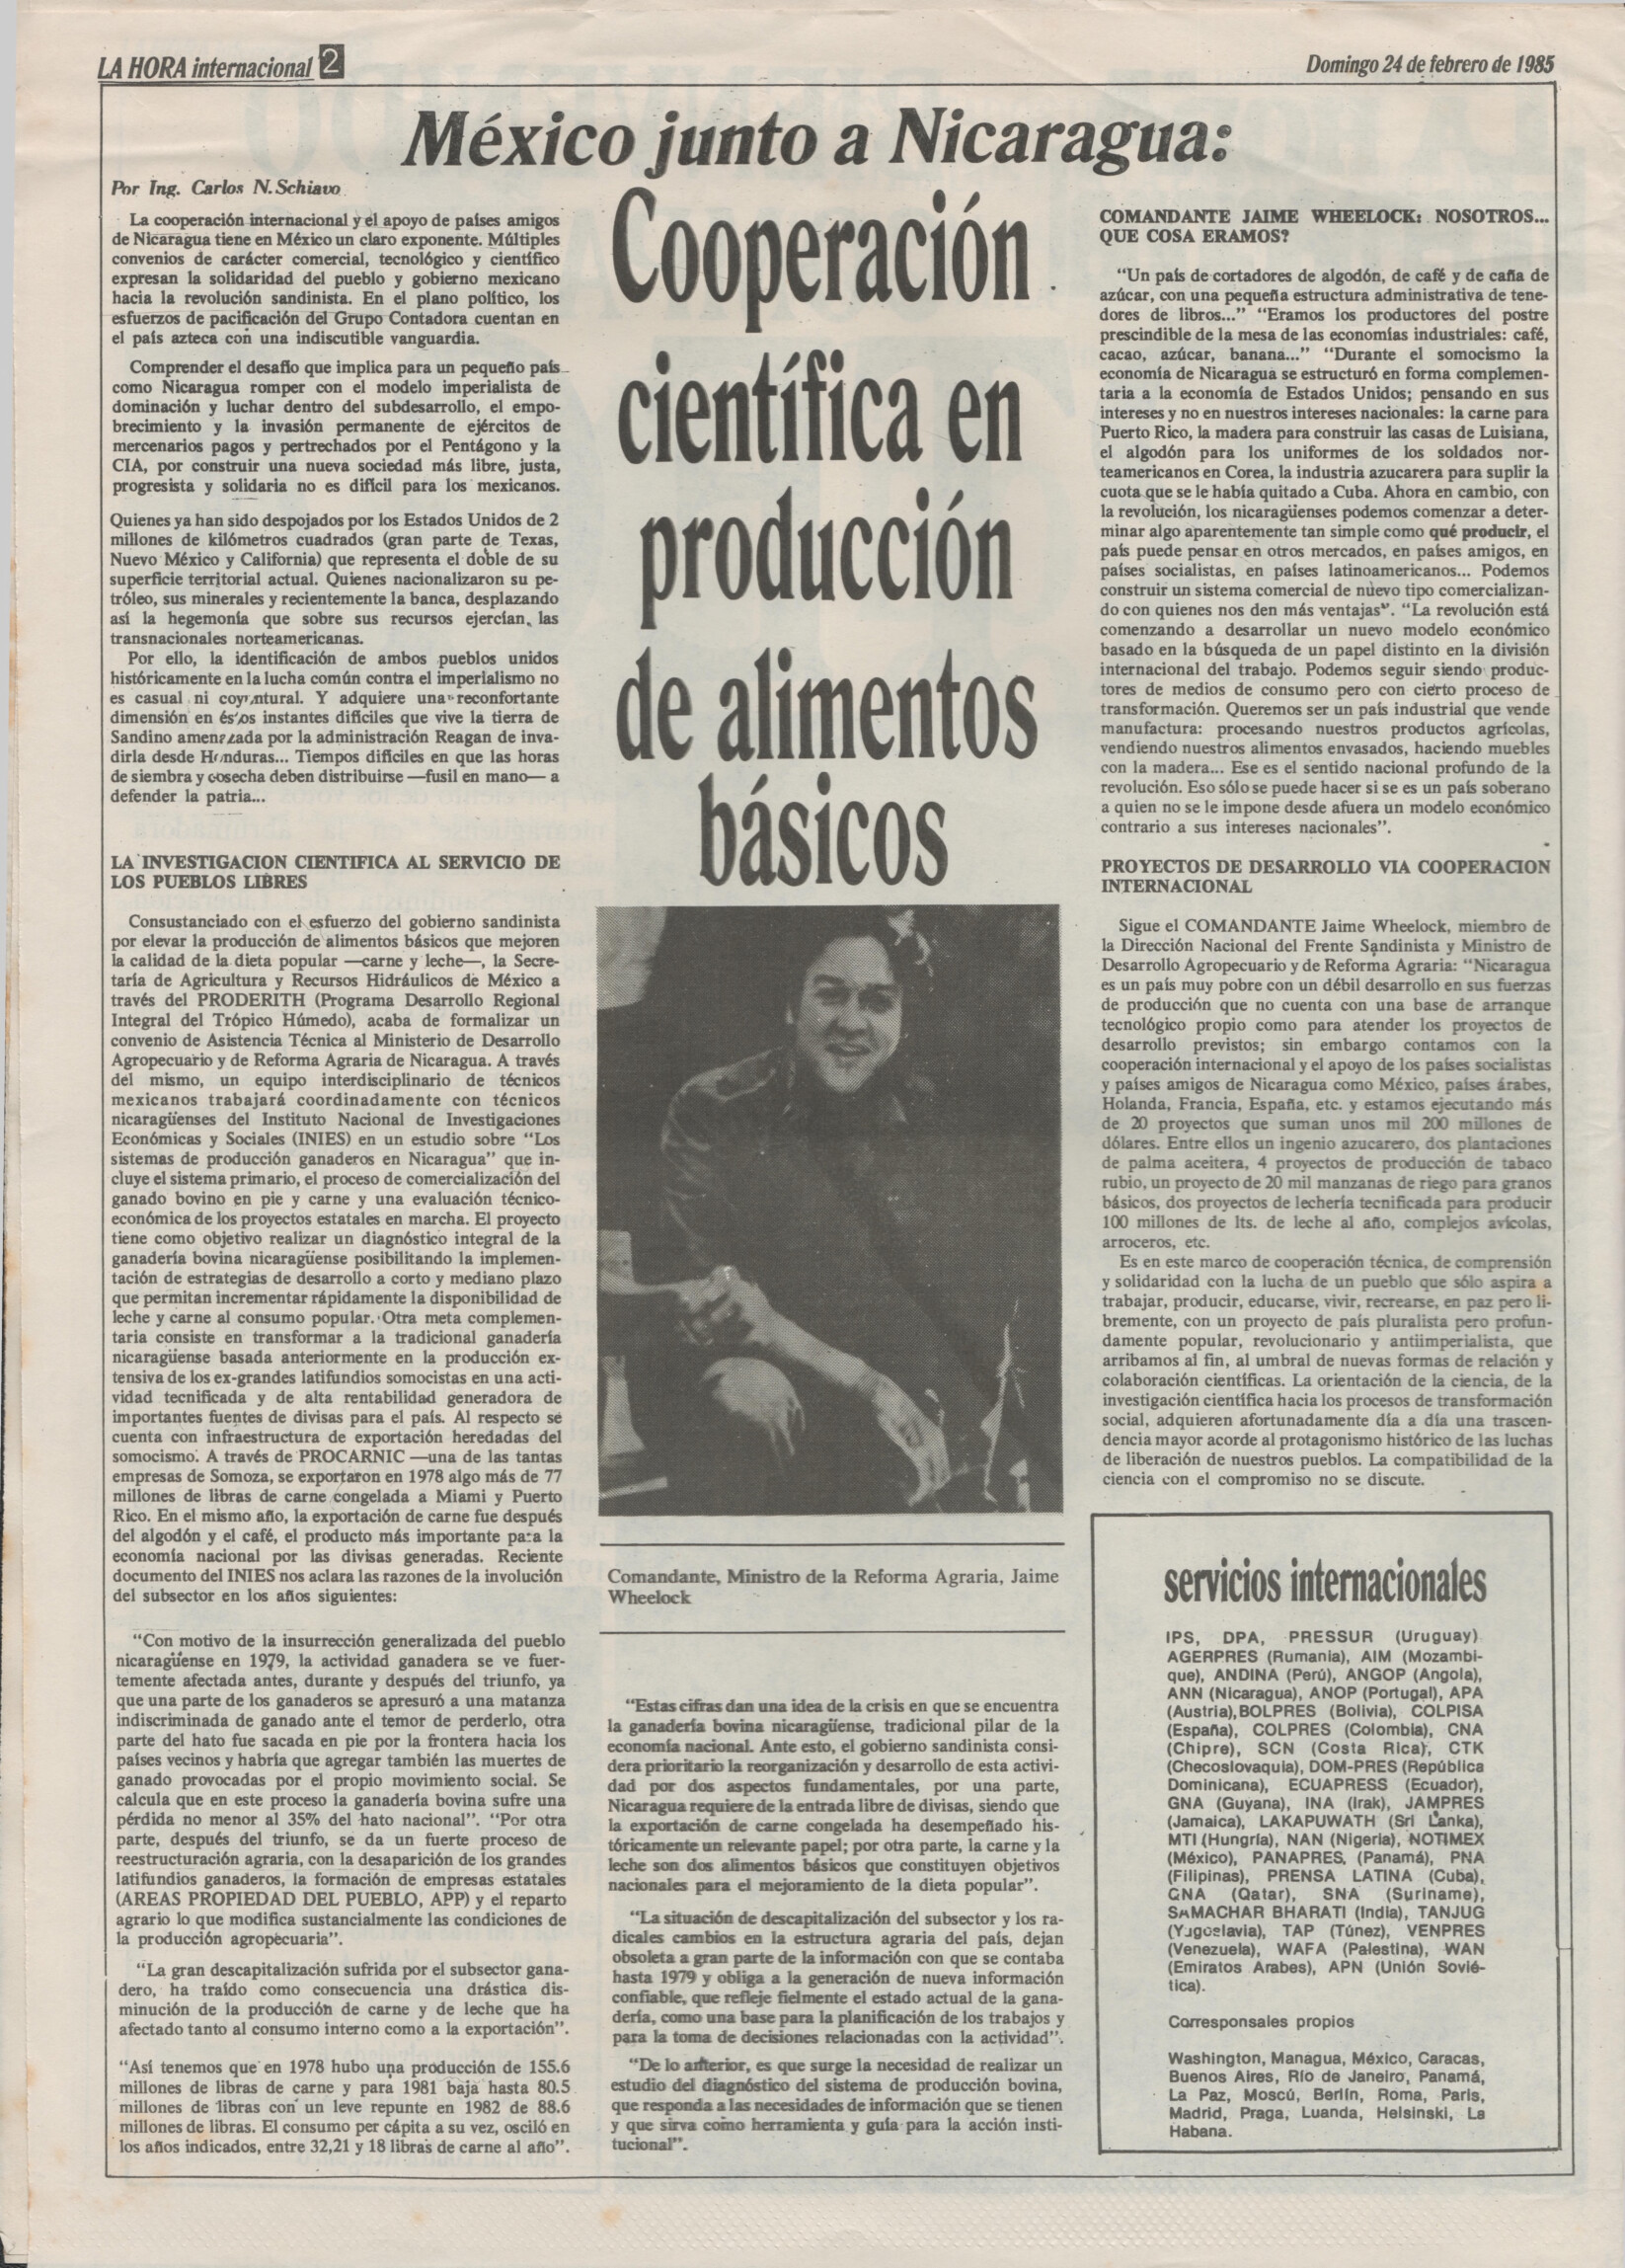 LA HORA internacional 2
Domingo 24 de febrero de 1985
México junto a Nicaragua:
Cooperación
científica en
producción
de alimentos
básicos
Por Ing. Carlos N. Schiavo
La cooperación internacional y el apoyo de países amigos
de Nicaragua tiene en México un claro exponente. Múltiples
convenios de carácter comercial, tecnológico y científico
expresan la solidaridad del pueblo y gobierno mexicano
hacia la revolución sandinista. En el plano político, los
esfuerzos de pacificación del Grupo Contadora cuentan en
el país azteca con una indiscutible vanguardia.
Comprender el desafío que implica para un pequeño país
como Nicaragua romper con el modelo imperialista de
dominación y luchar dentro del subdesarrollo, el empo-
brecimiento y la invasión permanente de ejércitos de
mercenarios pagos y pertrechados por el Pentágono y la
CIA, por construir una nueva sociedad más libre, justa,
progresista y solidaria no es difícil para los mexicanos.
Quienes ya han sido despojados por los Estados Unidos de 2
millones de kilómetros cuadrados (gran parte de Texas,
Nuevo México y California) que representa el doble de su
superficie territorial actual. Quienes nacionalizaron su pe-
tróleo, sus minerales y recientemente la banca, desplazando
así la hegemonía que sobre sus recursos ejercían, las
transnacionales norteamericanas.
Por ello, la identificación de ambos pueblos unidos
históricamente en la lucha común contra el imperialismo no
es casual ni coyuntural. Y adquiere una reconfortante
dimensión en éstos instantes difíciles que vive la tierra de
Sandino amenazada por la administración Reagan de inva-
dirla desde Honduras... Tiempos difíciles en que las horas
de siembra y cosecha deben distribuirse —fusil en mano— a
defender la patria...
LA INVESTIGACION CIENTIFICA AL SERVICIO DE
LOS PUEBLOS LIBRES
Consustanciado con el esfuerzo del gobierno sandinista
por elevar la producción de alimentos básicos que mejoren
la calidad de la dieta popular —carne y leche—, la Secre-
taría de Agricultura y Recursos Hidráulicos de México a
través del PRODERITH (Programa Desarrollo Regional
Integral del Trópico Húmedo), acaba de formalizar un
convenio de Asistencia Técnica al Ministerio de Desarrollo
Agropecuario y de Reforma Agraria de Nicaragua. A través
del mismo, un equipo interdisciplinario de técnicos
mexicanos trabajará coordinadamente con técnicos
nicaragüenses del Instituto Nacional de Investigaciones
Económicas y Sociales (INIES) en un estudio sobre “Los
sistemas de producción ganaderos en Nicaragua” que in-
cluye el sistema primario, el proceso de comercialización del
ganado bovino en pie y carne y una evaluación técnico-
económica de los proyectos estatales en marcha. El proyecto
tiene como objetivo realizar un diagnóstico integral de la
ganadería bovina nicaragüense posibilitando la implemen-
tación de estrategias de desarrollo a corto y mediano plazo
que permitan incrementar rápidamente la disponibilidad de
leche y carne al consumo popular. Otra meta complemen-
taria consiste en transformar a la tradicional ganadería
nicaragüense basada anteriormente en la producción ex-
tensiva de los ex-grandes latifundios somocistas en una acti-
vidad tecnificada y de alta rentabilidad generadora de
importantes fuentes de divisas para el país. Al respecto se
cuenta con infraestructura de exportación heredadas del
somocismo. A través de PROCARNIC —una de las tantas
empresas de Somoza, se exportaron en 1978 algo más de 77
millones de libras de carne congelada a Miami y Puerto
Rico. En el mismo año, la exportación de carne fue después
del algodón y el café, el producto más importante para la
economía nacional por las divisas generadas. Reciente
documento del INIES nos aclara las razones de la involución
del subsector en los años siguientes:
“Con motivo de la insurrección generalizada del pueblo
nicaragüense en 1979, la actividad ganadera se ve fuer-
temente afectada antes, durante y después del triunfo, ya
que una parte de los ganaderos se apresuró a una matanza
indiscriminada de ganado ante el temor de perderlo, otra
parte del hato fue sacada en pie por la frontera hacia los
países vecinos y habría que agregar también las muertes de
ganado provocadas por el propio movimiento social. Se
calcula que en este proceso la ganadería bovina sufre una
pérdida no menor al 35% del hato nacional”. “Por otra
parte, después del triunfo, se da un fuerte proceso de
reestructuración agraria, con la desaparición de los grandes
latifundios ganaderos, la formación de empresas estatales
(AREAS PROPIEDAD DEL PUEBLO, APP) y el reparto
agrario lo que modifica sustancialmente las condiciones de
la producción agropecuaria”.
“La gran descapitalización sufrida por el subsector gana-
dero, ha traído como consecuencia una drástica dis-
minución de la producción de carne y de leche que ha
afectado tanto al consumo interno como a la exportación”.
“Así tenemos que en 1978 hubo una producción de 155.6
millones de libras de carne y para 1981 baja hasta 80.5
millones de libras con un leve repunte en 1982 de 88.6
millones de libras. El consumo per cápita a su vez, osciló en
los años indicados, entre 32,21 y 18 libras de carne al año”.
Comandante, Ministro de la Reforma Agraria, Jaime
Wheelock
“Estas cifras dan una idea de la crisis en que se encuentra
la ganadería bovina nicaragüense, tradicional pilar de la
economía nacional. Ante esto, el gobierno sandinista consi-
dera prioritario la reorganización y desarrollo de esta activi-
dad por dos aspectos fundamentales, por una parte,
Nicaragua requiere de la entrada libre de divisas, siendo que
la exportación de carne congelada ha desempeñado his-
tóricamente un relevante papel; por otra parte, la carne y la
leche son dos alimentos básicos que constituyen objetivos
nacionales para el mejoramiento de la dieta popular”.
“La situación de descapitalización del subsector y los ra-
dicales cambios en la estructura agraria del país, dejan
obsoleta a gran parte de la información con que se contaba
hasta 1979 y obliga a la generación de nueva información
confiable, que refleje fielmente el estado actual de la gana-
dería, como una base para la planificación de los trabajos y
para la toma de decisiones relacionadas con la actividad”.
“De lo anterior, es que surge la necesidad de realizar un
estudio del diagnóstico del sistema de producción bovina,
que responda a las necesidades de información que se tienen
y que sirva como herramienta y guía para la acción insti-
tucional”.
COMANDANTE JAIME WHEELOCK: NOSOTROS...
QUE COSA ERAMOS?
“Un país de cortadores de algodón, de café y de caña de
azúcar, con una pequeña estructura administrativa de tene-
dores de libros...” “Eramos los productores del postre
prescindible de la mesa de las economías industriales: café,
cacao, azúcar, banana...” “Durante el somocismo la
economía de Nicaragua se estructuró en forma complemen-
taria a la economía de Estados Unidos; pensando en sus
intereses y no en nuestros intereses nacionales: la carne para
Puerto Rico, la madera para construir las casas de Luisiana,
el algodón para los uniformes de los soldados nor-
teamericanos en Corea, la industria azucarera para suplir la
cuota que se le había quitado a Cuba. Ahora en cambio, con
la revolución, los nicaragüenses podemos comenzar a deter-
minar algo aparentemente tan simple como qué producir, el
país puede pensar en otros mercados, en países amigos, en
países socialistas, en países latinoamericanos... Podemos
construir un sistema comercial de nuevo tipo comercializan-
do con quienes nos den más ventajas”. “La revolución está
comenzando a desarrollar un nuevo modelo económico
basado en la búsqueda de un papel distinto en la división
internacional del trabajo. Podemos seguir siendo produc-
tores de medios de consumo pero con cierto proceso de
transformación. Queremos ser un país industrial que vende
manufactura: procesando nuestros productos agrícolas,
vendiendo nuestros alimentos envasados, haciendo muebles
con la madera... Ese es el sentido nacional profundo de la
revolución. Eso sólo se puede hacer si se es un país soberano
a quien no se le impone desde afuera un modelo económico
contrario a sus intereses nacionales”.
PROYECTOS DE DESARROLLO VIA COOPERACION
INTERNACIONAL
Sigue el COMANDANTE Jaime Wheelock, miembro de
la Dirección Nacional del Frente Sandinista y Ministro de
Desarrollo Agropecuario y de Reforma Agraria: “Nicaragua
es un país muy pobre con un débil desarrollo en sus fuerzas
de producción que no cuenta con una base de arranque
tecnológico propio como para atender los proyectos de
desarrollo previstos; sin embargo contamos con la
cooperación internacional y el apoyo de los países socialistas
y países amigos de Nicaragua como México, países árabes,
Holanda, Francia, España, etc. y estamos ejecutando más
de 20 proyectos que suman unos mil 200 millones de
dólares. Entre ellos un ingenio azucarero, dos plantaciones
de palma aceitera, 4 proyectos de producción de tabaco
rubio, un proyecto de 20 mil manzanas de riego para granos
básicos, dos proyectos de lechería tecnificada para producir
100 millones de lts. de leche al año, complejos avícolas,
arroceros, etc.
Es en este marco de cooperación técnica, de comprensión
y solidaridad con la lucha de un pueblo que sólo aspira a
trabajar, producir, educarse, vivir, recrearse, en paz pero li-
bremente, con un proyecto de país pluralista pero profun-
damente popular, revolucionario y antiimperialista, que
arribamos al fin, al umbral de nuevas formas de relación y
colaboración científicas. La orientación de la ciencia, de la
investigación científica hacia los procesos de transformación
social, adquieren afortunadamente día a día una trascen-
dencia mayor acorde al protagonismo histórico de las luchas
de liberación de nuestros pueblos. La compatibilidad de la
ciencia con el compromiso no se discute.
servicios internacionales
IPS, DPA, PRESSUR (Uruguay)
AGERPRES (Rumania), AIM (Mozambi-
que), ANDINA (Perú), ANGOP (Angola),
ANN (Nicaragua), ANOP (Portugal), APA
(Austria), BOLPRES (Bolivia), COLPISA
(España), COLPRES (Colombia), CNA
(Chipre), SCN (Costa Rica), CTK
(Checoslovaquia), DOM-PRES (República
Dominicana), ECUAPRESS (Ecuador),
GNA (Guyana), INA (Irak), JAMPRES
(Jamaica), LAKAPUWATH (Sri Lanka),
MTI (Hungría), NAN (Nigeria), NOTIMEX
(México), PANAPRES, (Panamá), PNA
(Filipinas), PRENSA LATINA (Cuba),
QNA (Qatar), SNA (Suriname),
SAMACHAR BHARATI (India), TANJUG
(Yugoslavia), TAP (Túnez), VENPRES
(Venezuela), WAFA (Palestina), WAN
(Emiratos Arabes), APN (Unión Sovié-
tica).
Corresponsales propios
Washington, Managua, México, Caracas,
Buenos Aires, Río de Janeiro, Panamá,
La Paz, Moscú, Berlín, Roma, París,
Madrid, Praga, Luanda, Helsinski, La
Habana.